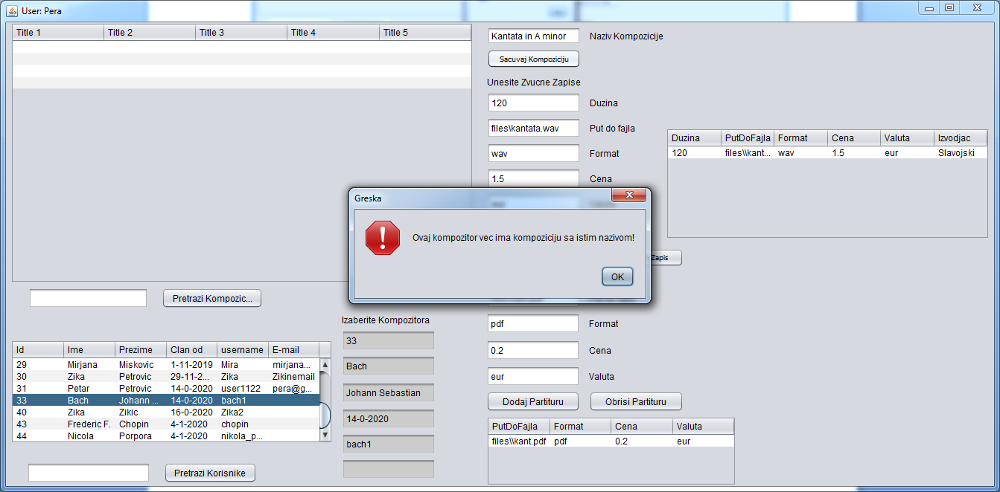 User: Pera
Title 1 Title 2 Title 3 Title 4 Title 5
Kantata in A minor Naziv Kompozicije
Sacuvaj Kompoziciju
Unesite Zvucne Zapise
120 Duzina
files\kantata.wav Put do fajla
wav Format
1.5 Cena
Duzina PutDoFajla Format Cena Valuta Izvodjac
120 files\\kant... wav 1.5 eur Slavojski
Greska
Ovaj kompozitor vec ima kompoziciju sa istim nazivom!
OK
Zapis
Pretrazi Kompozic...
Izaberite Kompozitora
33
Bach
Johann Sebastian
14-0-2020
bach1
Id Ime Prezime Clan od username E-mail
29 Mirjana Miskovic 1-11-2019 Mira mirjana...
30 Zika Petrovic 29-11-2... Zika Zikinemail
31 Petar Petrovic 14-0-2020 user1122 pera@g...
33 Bach Johann ... 14-0-2020 bach1
40 Zika Zikic 16-0-2020 Zika2
43 Frederic F. Chopin 4-1-2020 chopin
44 Nicola Porpora 4-1-2020 nikola_p...
Pretrazi Korisnike
pdf Format
0.2 Cena
eur Valuta
Dodaj Partituru Obrisi Partituru
PutDoFajla Format Cena Valuta
files\\kant.pdf pdf 0.2 eur